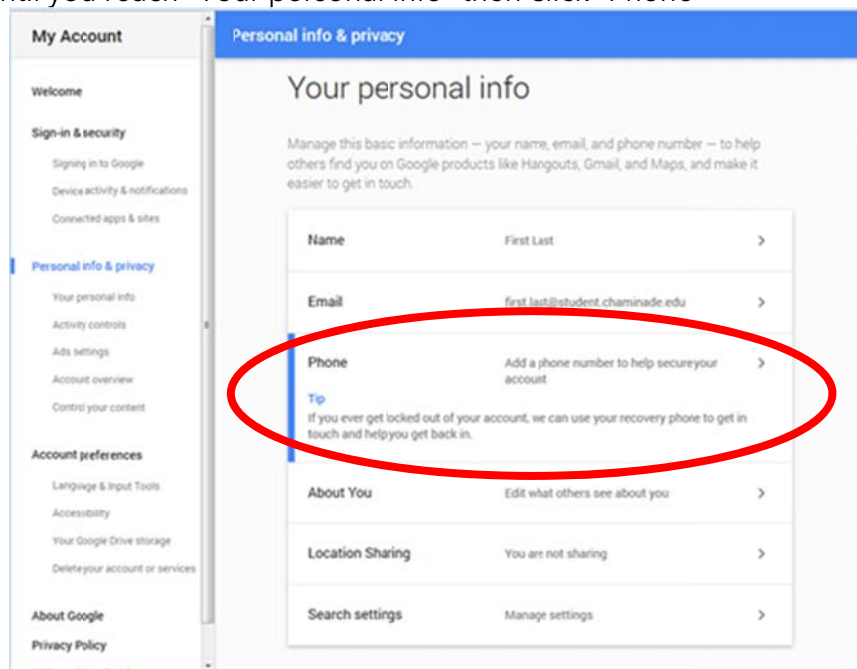 My Account
Welcome
Sign-in & security
Signing in to Google
Device activity & notifications
Connected apps & sites
Personal info & privacy
Your personal info
Activity controls
Ads settings
Account overview
Control your content
Account preferences
Language & Input Tools
Accessibility
Your Google Drive storage
Delete your account or services
About Google
Privacy Policy
Personal info & privacy
Your personal info
Manage this basic information — your name, email, and phone number — to help
others find you on Google products like Hangouts, Gmail, and Maps, and make it
easier to get in touch.
Name First Last
Email first.last@student.chaminade.edu
Phone Add a phone number to help secure your
account
Tip
If you ever get locked out of your account, we can use your recovery phone to get in
touch and help you get back in.
About You Edit what others see about you
Location Sharing You are not sharing
Search settings Manage settings